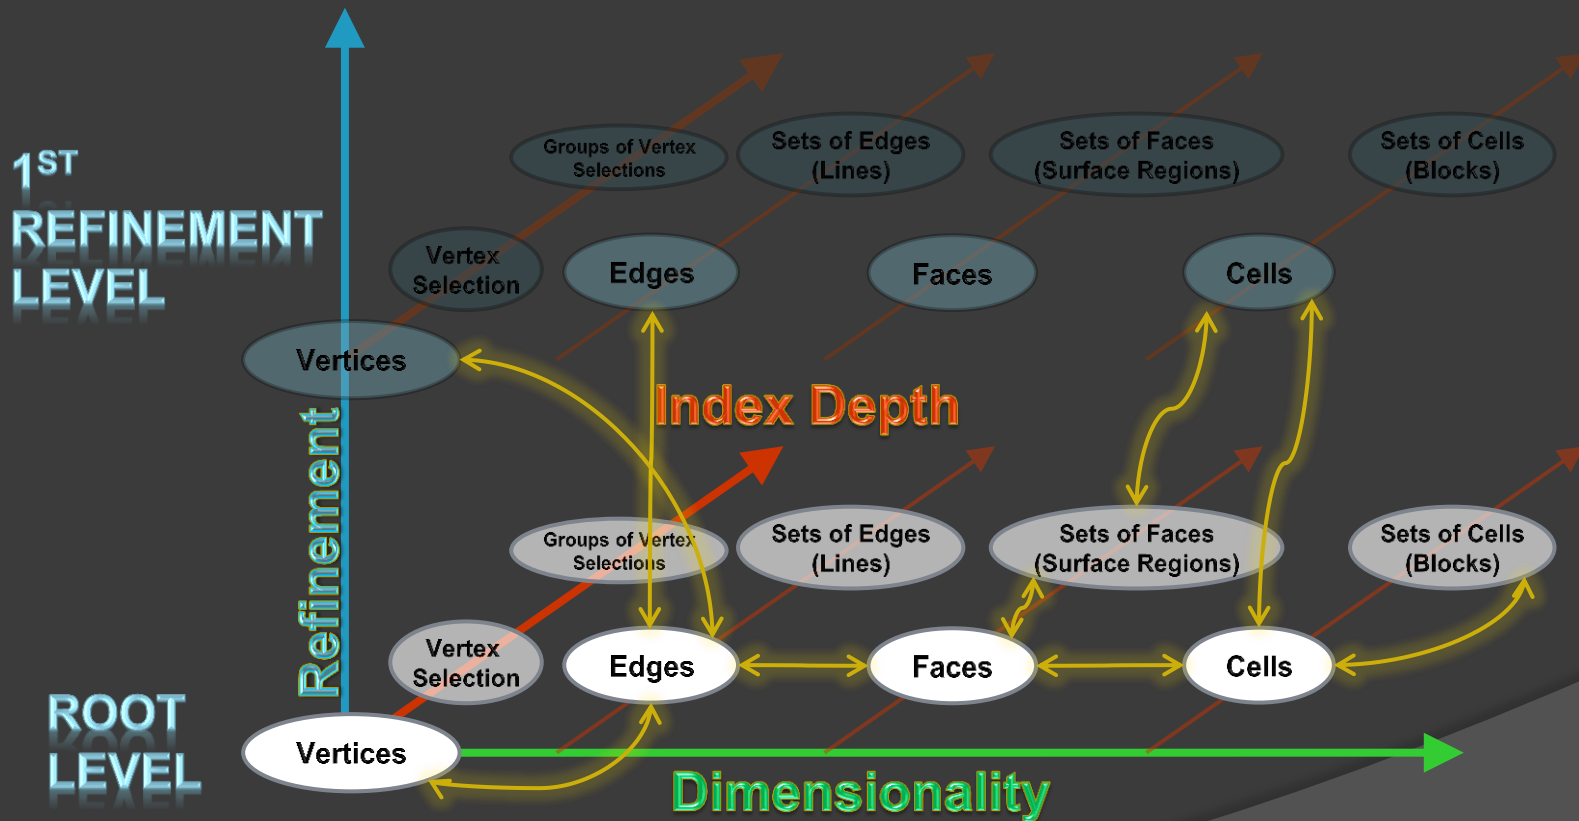 1ST
REFINEMENT
LEVEL
Groups of Vertex
Selections
Sets of Edges
(Lines)
Sets of Faces
(Surface Regions)
Sets of Cells
(Blocks)
Vertex
Selection
Edges
Faces
Cells
Vertices
Refinement
Index Depth
Groups of Vertex
Selections
Sets of Edges
(Lines)
Sets of Faces
(Surface Regions)
Sets of Cells
(Blocks)
Vertex
Selection
Edges
Faces
Cells
ROOT
LEVEL
Vertices
Dimensionality